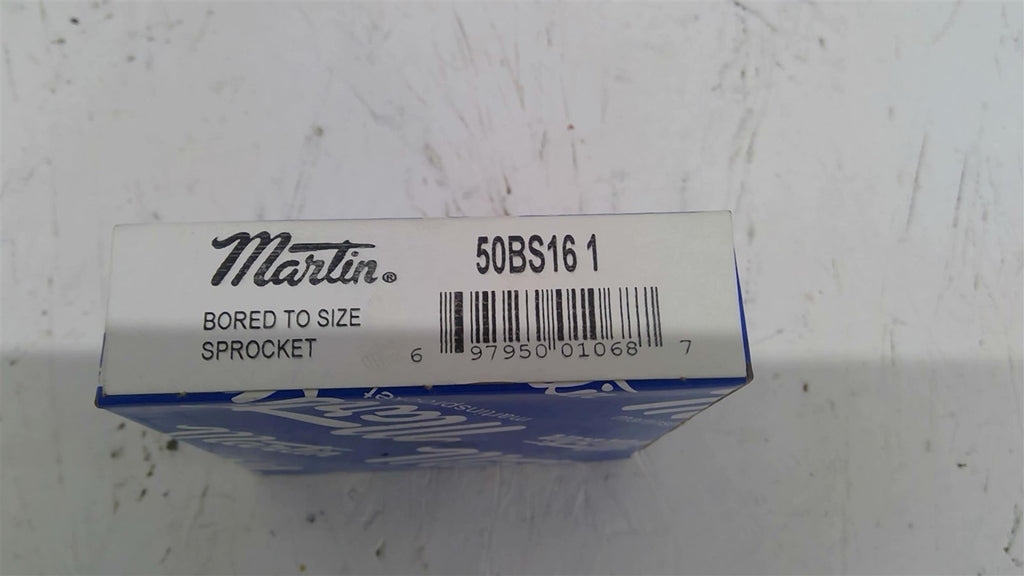 Martin®
50BS16 1
BORED TO SIZE
SPROCKET
6 97950 01068 7